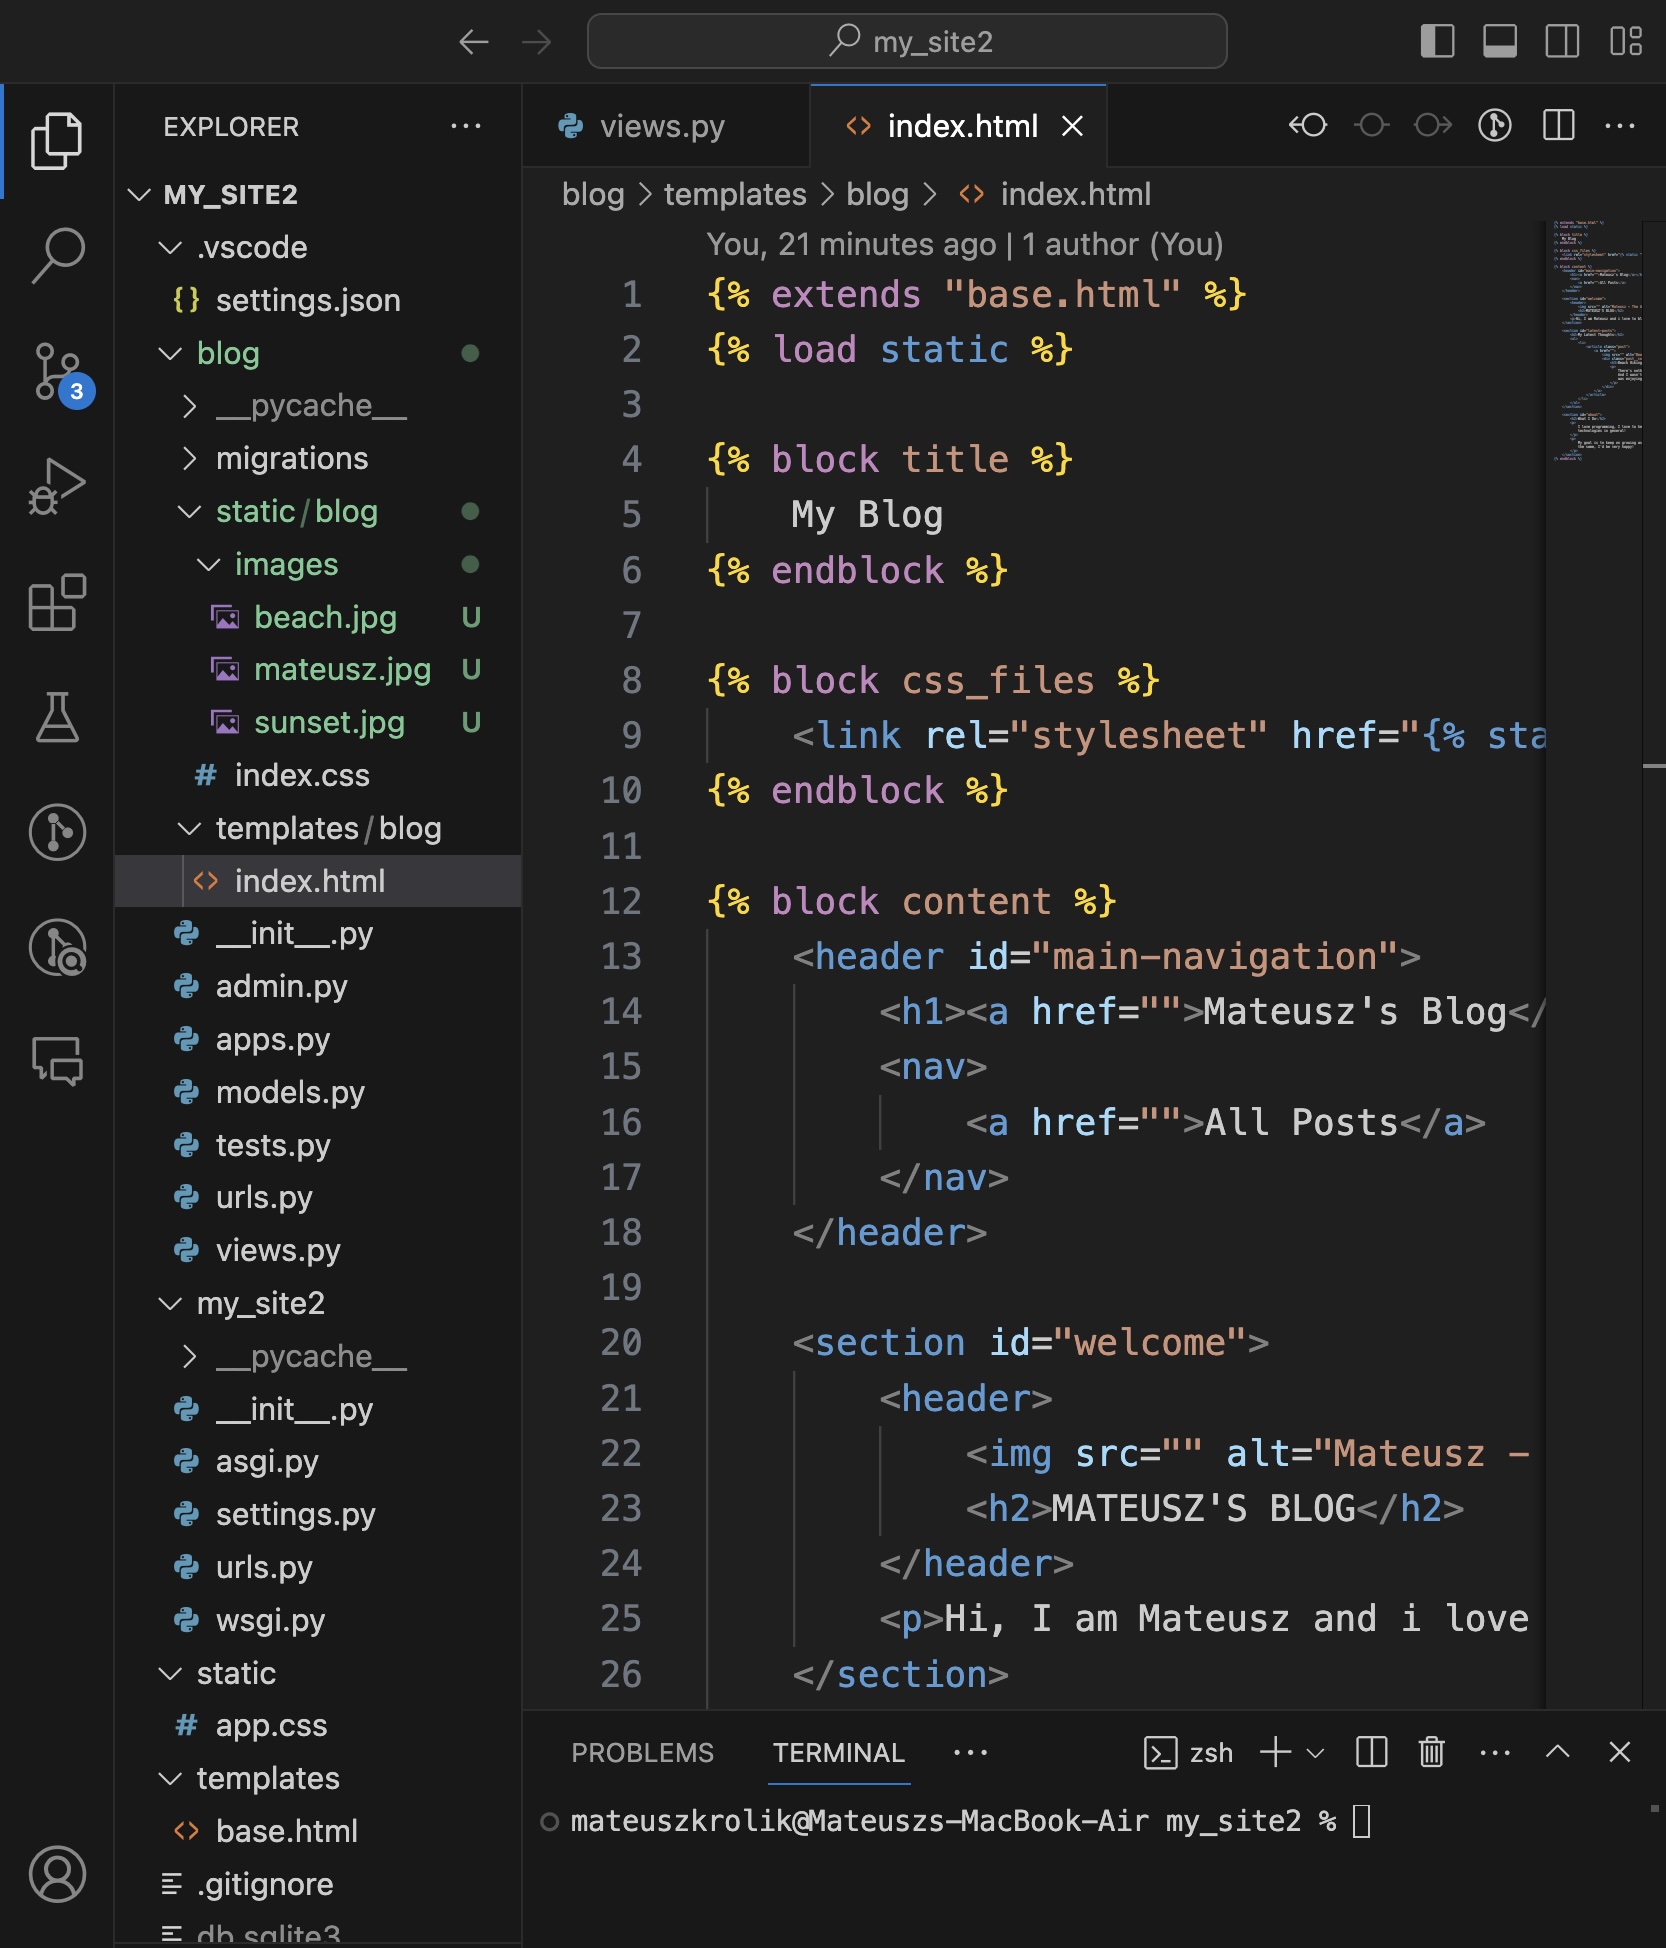 my_site2
EXPLORER
MY_SITE2
.vscode
{} settings.json
blog
__pycache__
migrations
static/blog
images
beach.jpg U
mateusz.jpg U
sunset.jpg U
# index.css
templates/blog
<> index.html
__init__.py
admin.py
apps.py
models.py
tests.py
urls.py
views.py
my_site2
__pycache__
__init__.py
asgi.py
settings.py
urls.py
wsgi.py
static
# app.css
templates
<> base.html
.gitignore
db.sqlite3
3
views.py
<> index.html
blog > templates > blog > <> index.html
You, 21 minutes ago | 1 author (You)
1 {% extends "base.html" %}
2 {% load static %}
3
4 {% block title %}
5 My Blog
6 {% endblock %}
7
8 {% block css_files %}
9 <link rel="stylesheet" href="{% sta
10 {% endblock %}
11
12 {% block content %}
13 <header id="main-navigation">
14 <h1><a href="">Mateusz's Blog</
15 <nav>
16 <a href="">All Posts</a>
17 </nav>
18 </header>
19
20 <section id="welcome">
21 <header>
22 <img src="" alt="Mateusz -
23 <h2>MATEUSZ'S BLOG</h2>
24 </header>
25 <p>Hi, I am Mateusz and i love
26 </section>
PROBLEMS TERMINAL ... zsh
mateuszkrolik@Mateuszs-MacBook-Air my_site2 %